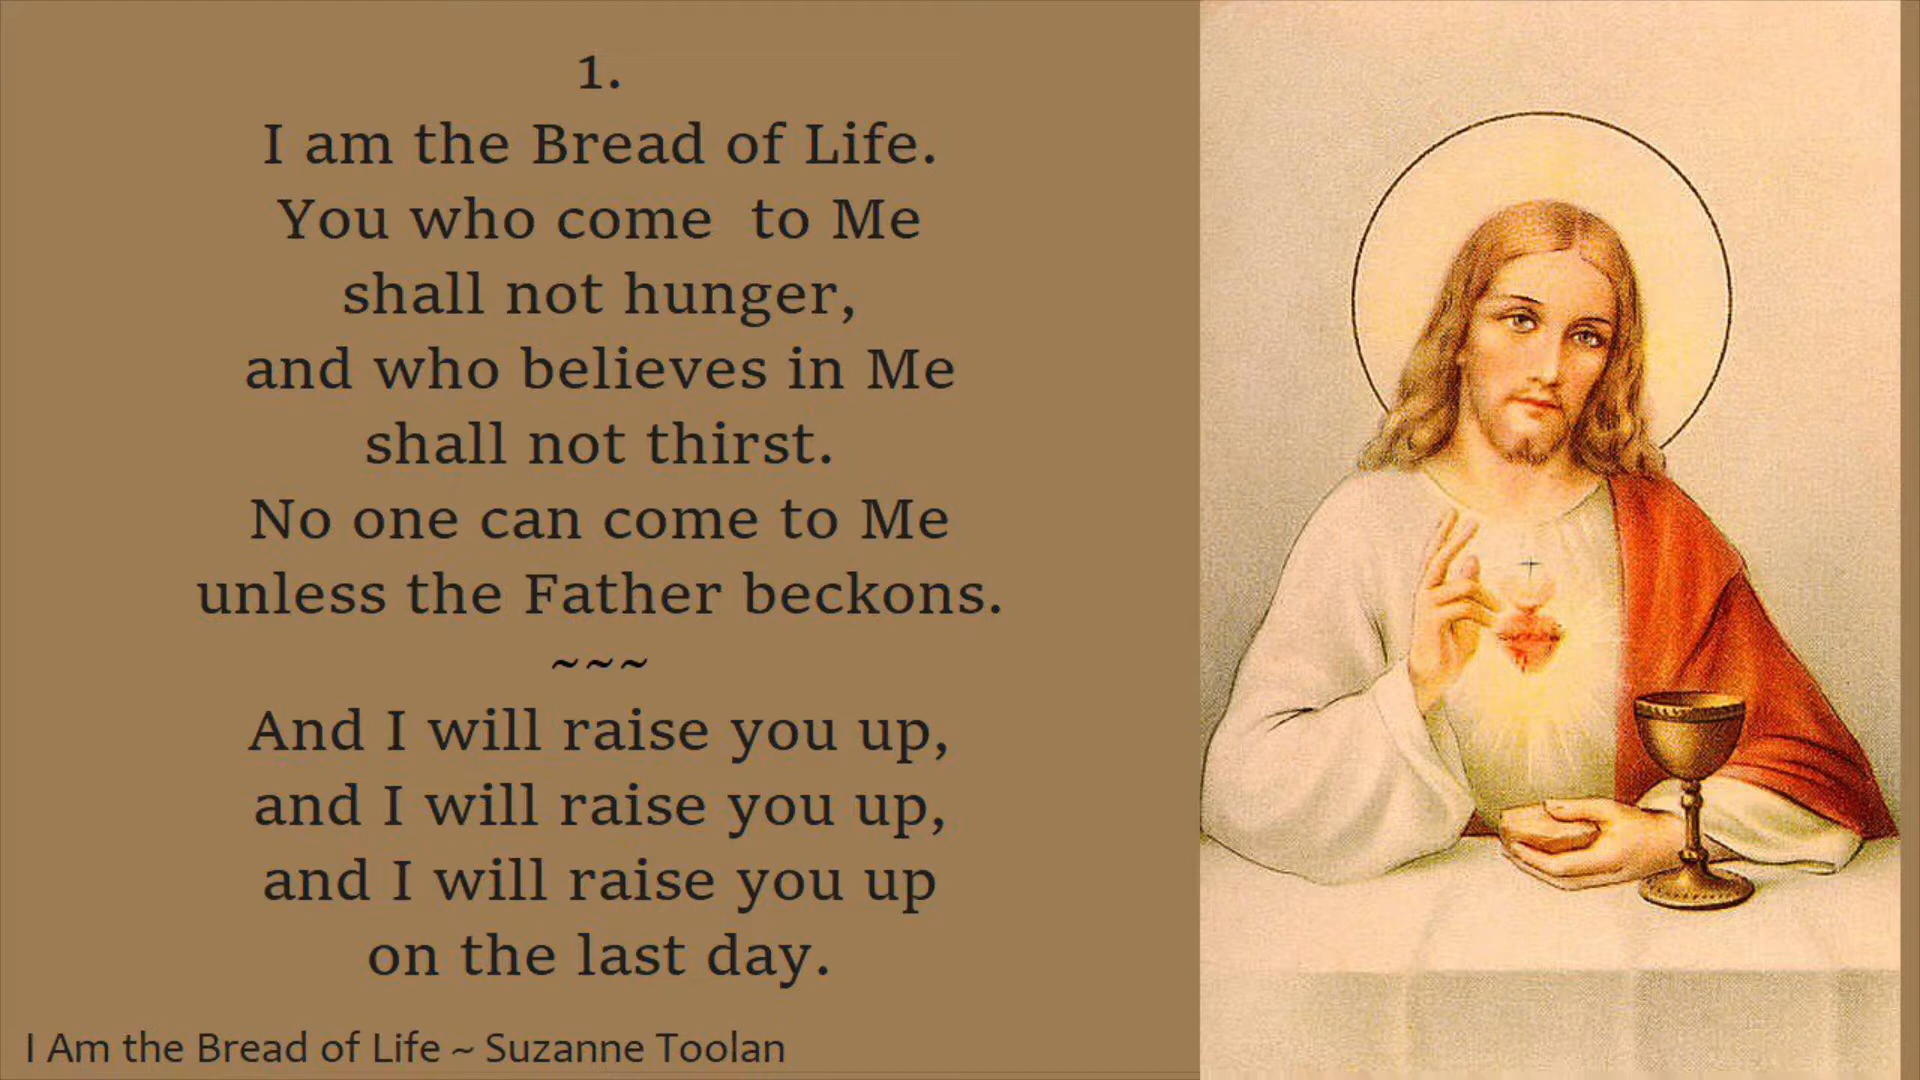 1.
I am the Bread of Life.
You who come  to Me
shall not hunger,
and who believes in Me
shall not thirst.
No one can come to Me
unless the Father beckons.
~~~
And I will raise you up,
and I will raise you up,
and I will raise you up
on the last day.
I Am the Bread of Life ~ Suzanne Toolan